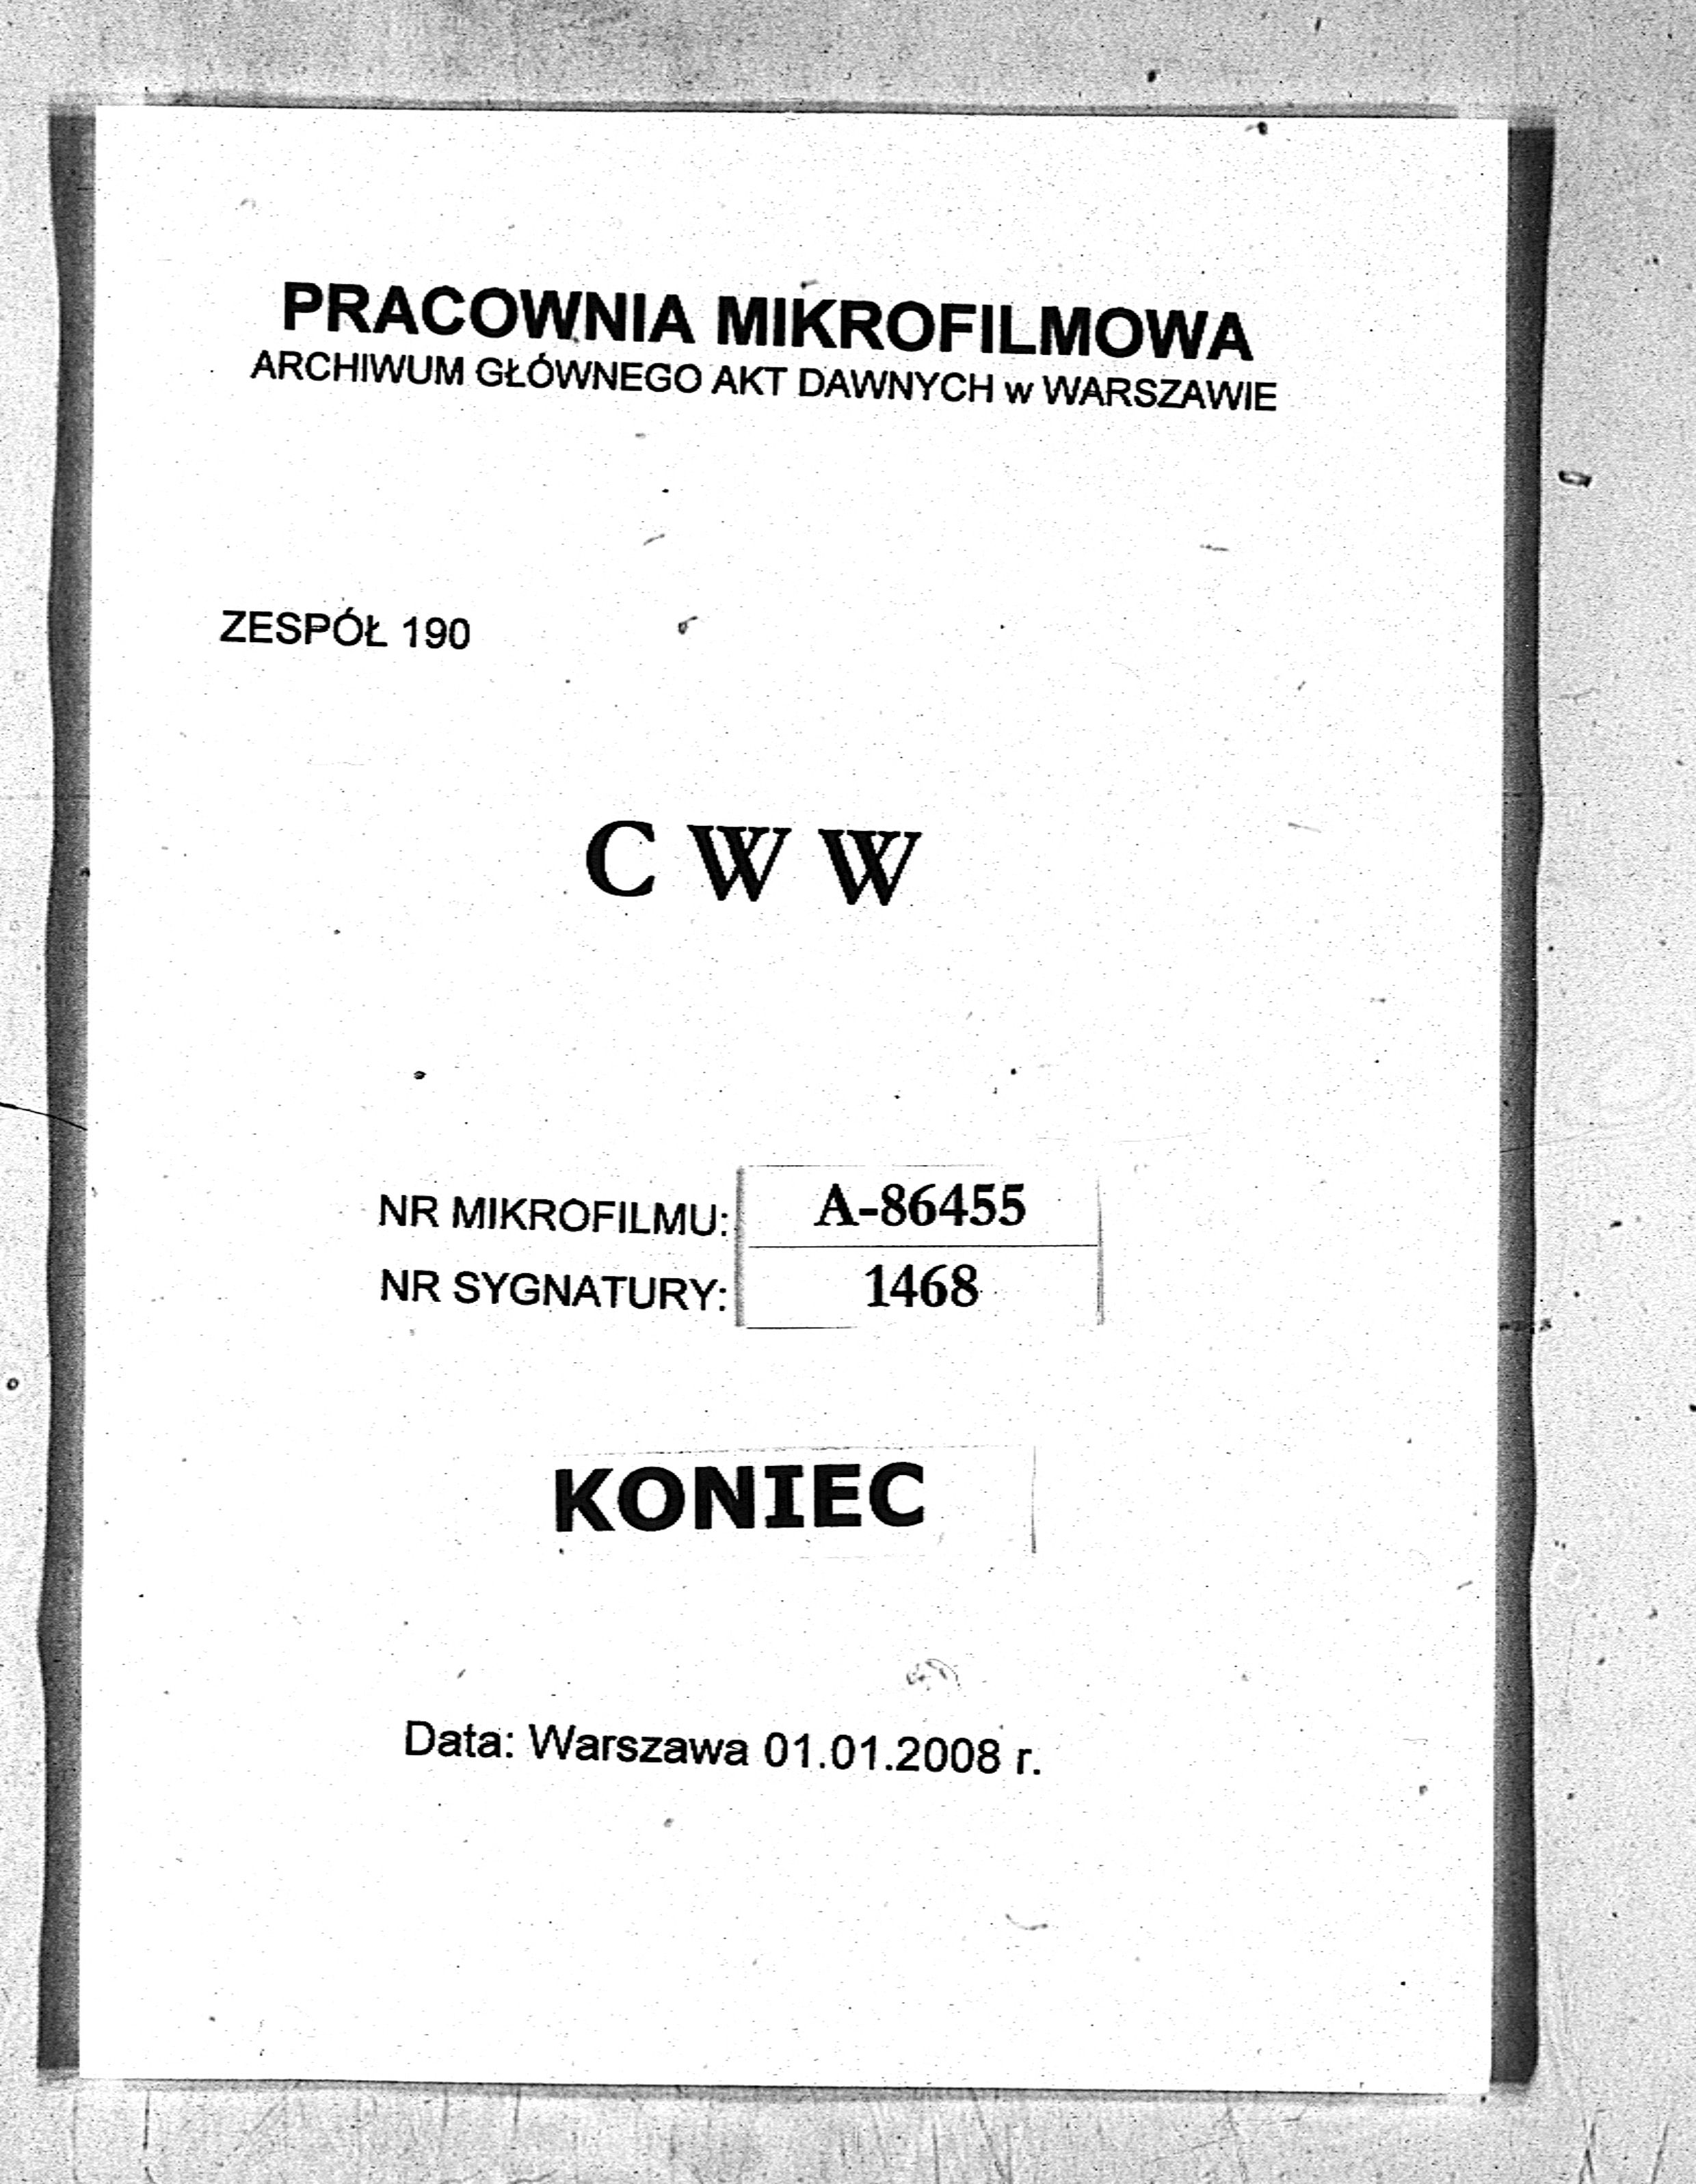 PRACOWNIA MIKROFILMOWA
ARCHIWUM GŁÓWNEGO AKT DAWNYCH w WARSZAWIE
ZESPÓŁ 190
C W W
NR MIKROFILMU: A-86455
NR SYGNATURY: 1468
KONIEC
Data: Warszawa 01.01.2008 r.